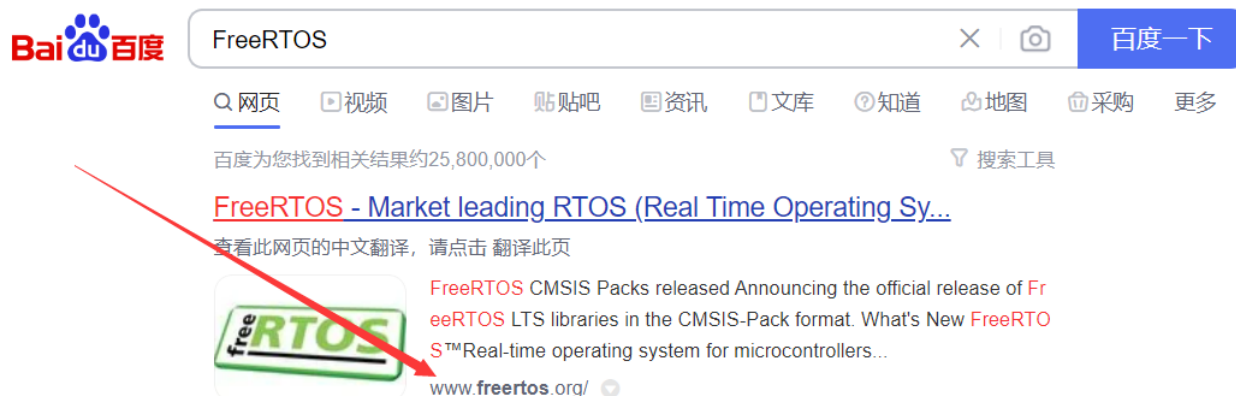 Bai du 百度 FreeRTOS 百度一下
网页 视频 图片 贴 贴吧 资讯 文库 知道 地图 采购 更多
百度为您找到相关结果约25,800,000个 搜索工具
FreeRTOS - Market leading RTOS (Real Time Operating Sy...
查看此网页的中文翻译，请点击 翻译此页
FreeRTOS CMSIS Packs released Announcing the official release of Fr
eeRTOS LTS libraries in the CMSIS-Pack format. What's New FreeRTO
S™Real-time operating system for microcontrollers...
free RTOS
www.freertos.org/